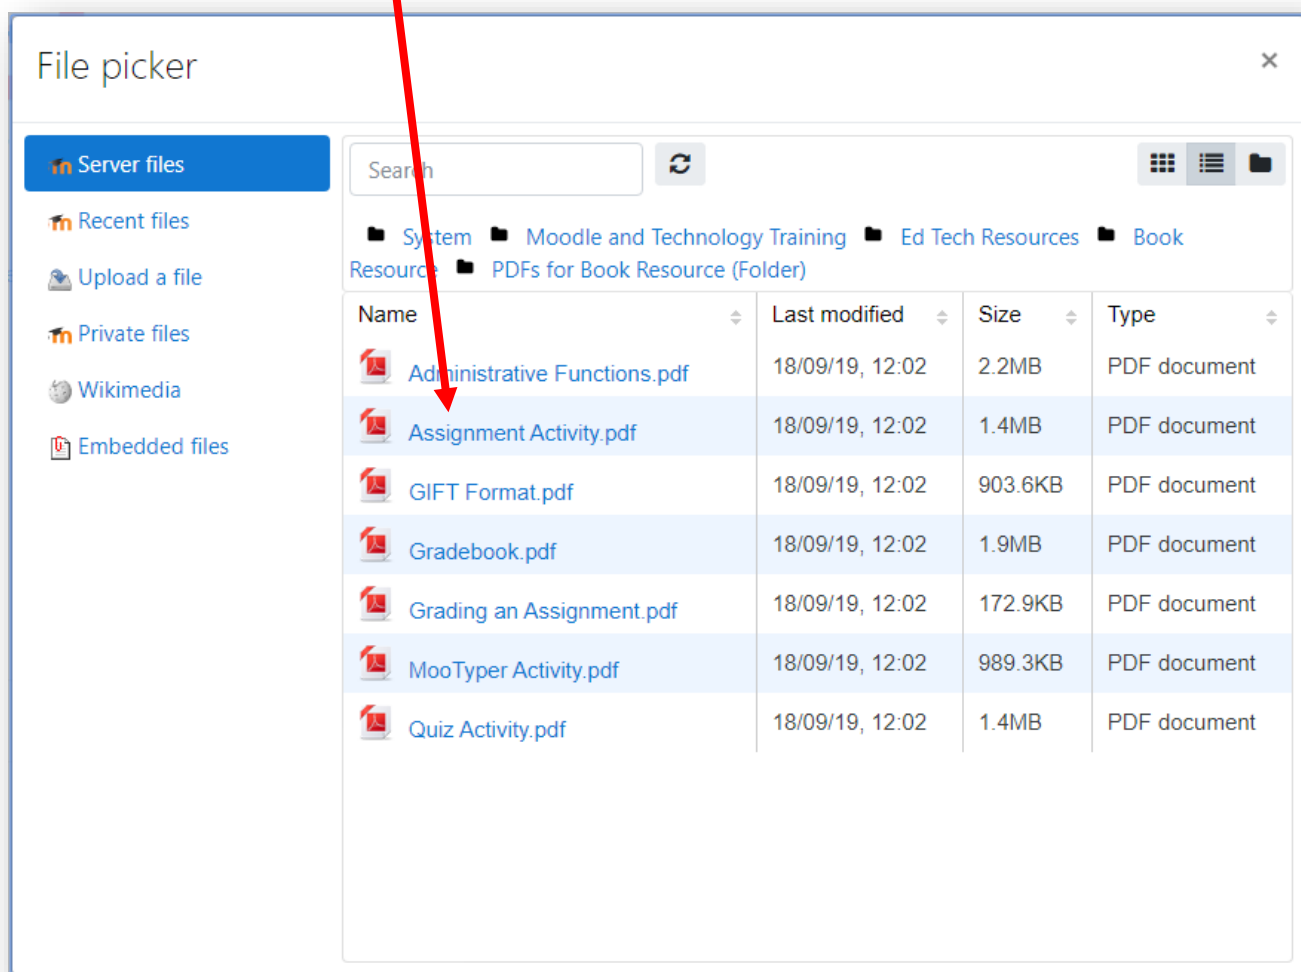 File picker
×
Server files
Recent files
Upload a file
Private files
Wikimedia
Embedded files
Search
System Moodle and Technology Training Ed Tech Resources Book
Resource PDFs for Book Resource (Folder)
Name Last modified Size Type
Administrative Functions.pdf 18/09/19, 12:02 2.2MB PDF document
Assignment Activity.pdf 18/09/19, 12:02 1.4MB PDF document
GIFT Format.pdf 18/09/19, 12:02 903.6KB PDF document
Gradebook.pdf 18/09/19, 12:02 1.9MB PDF document
Grading an Assignment.pdf 18/09/19, 12:02 172.9KB PDF document
MooTyper Activity.pdf 18/09/19, 12:02 989.3KB PDF document
Quiz Activity.pdf 18/09/19, 12:02 1.4MB PDF document